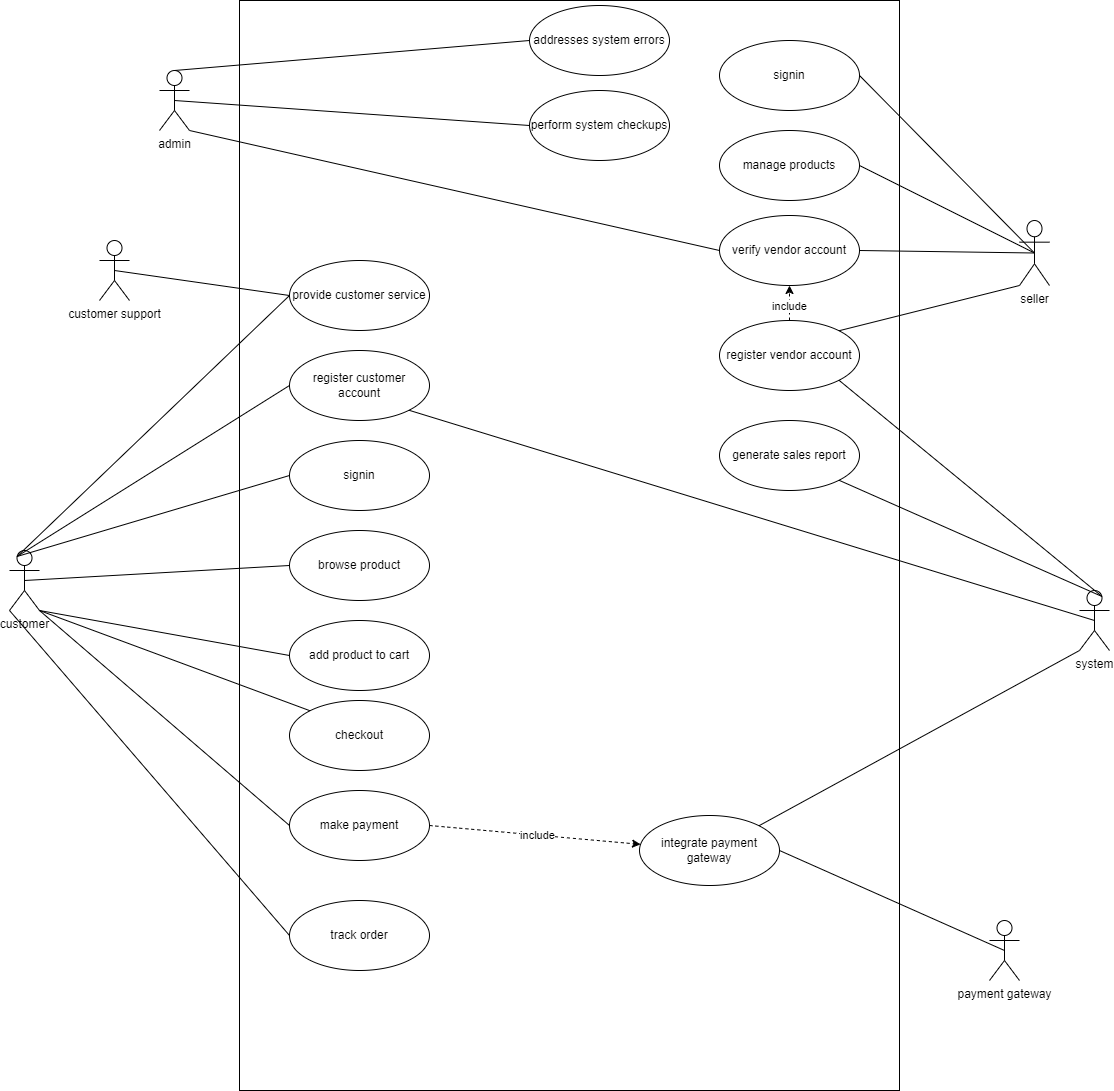 addresses system errors
signin
perform system checkups
admin
manage products
verify vendor account
seller
customer support
provide customer service
include
register vendor account
register customer
account
generate sales report
signin
browse product
customer
add product to cart
system
checkout
make payment
include
integrate payment
gateway
track order
payment gateway